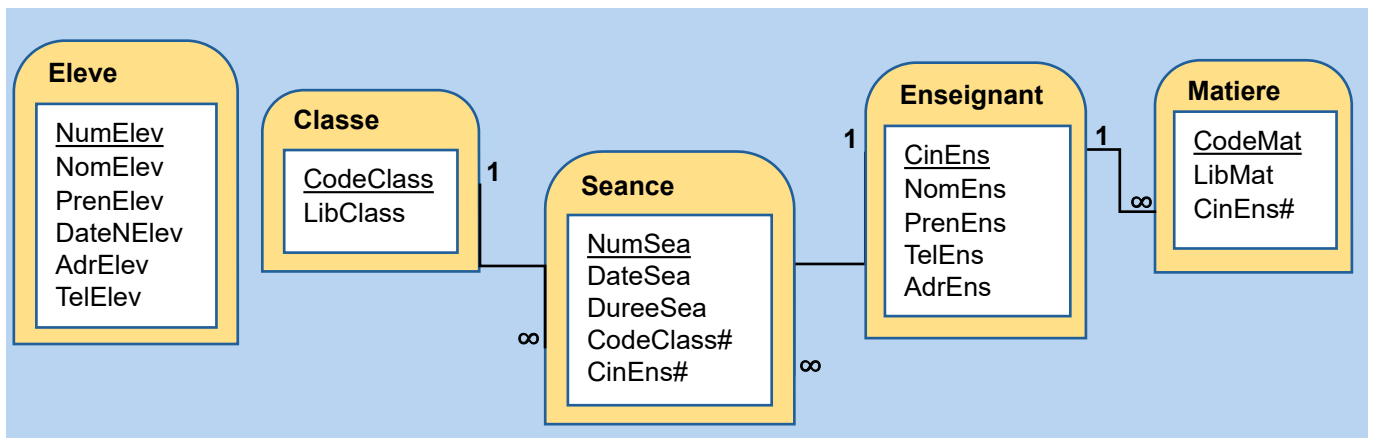 Eleve
NumElev
NomElev
PrenElev
DateNElev
AdrElev
TelElev
Classe
CodeClass
LibClass
1
∞
Seance
NumSea
DateSea
DureeSea
CodeClass#
CinEns#
∞
1
Enseignant
CinEns
NomEns
PrenEns
TelEns
AdrEns
1
∞
Matiere
CodeMat
LibMat
CinEns#